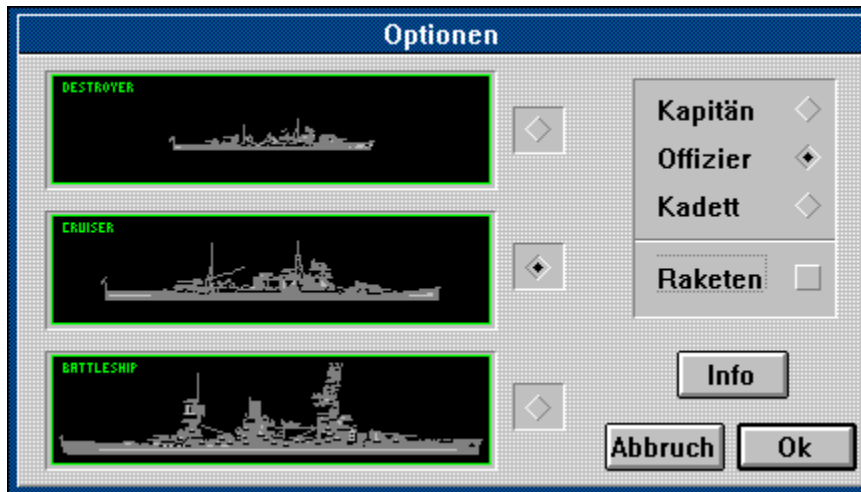 Optionen
DESTROYER
CRUISER
BATTLESHIP
Kapitän
Offizier
Kadett
Raketen
Info
Abbruch
Ok